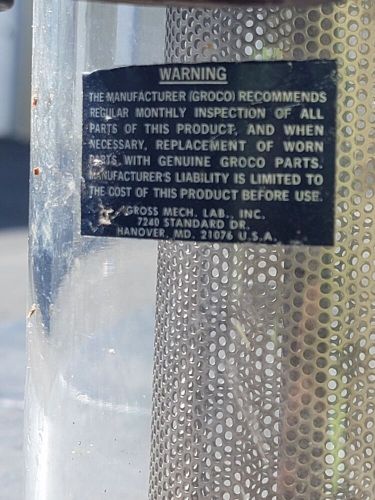 WARNING
THE MANUFACTURER (GROCO) RECOMMENDS
REGULAR MONTHLY INSPECTION OF ALL
PARTS OF THIS PRODUCT, AND WHEN
NECESSARY, REPLACEMENT OF WORN
PARTS WITH GENUINE GROCO PARTS.
MANUFACTURER'S LIABILITY IS LIMITED TO
THE COST OF THIS PRODUCT BEFORE USE.
GROSS MECH. LAB., INC.
7240 STANDARD DR.
HANOVER, MD. 21076 U.S.A.